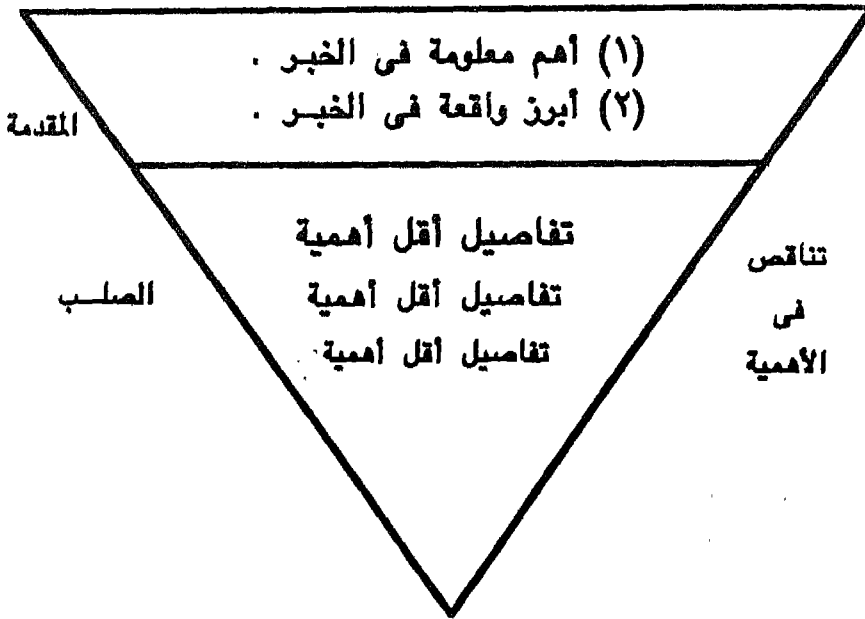 (١) أهم معلومة فى الخبر .
(٢) أبرز واقعة فى الخبر .
المقدمة
تفاصيل أقل أهمية
تفاصيل أقل أهمية
تفاصيل أقل أهمية
الصلب
تناقص
فى
الأهمية